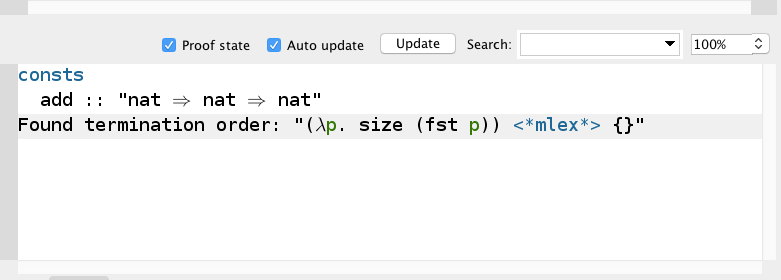 Proof state Auto update Update Search: 100%
consts
add :: "nat ⇒ nat ⇒ nat"
Found termination order: "(λp. size (fst p)) <*mlex*> {}"